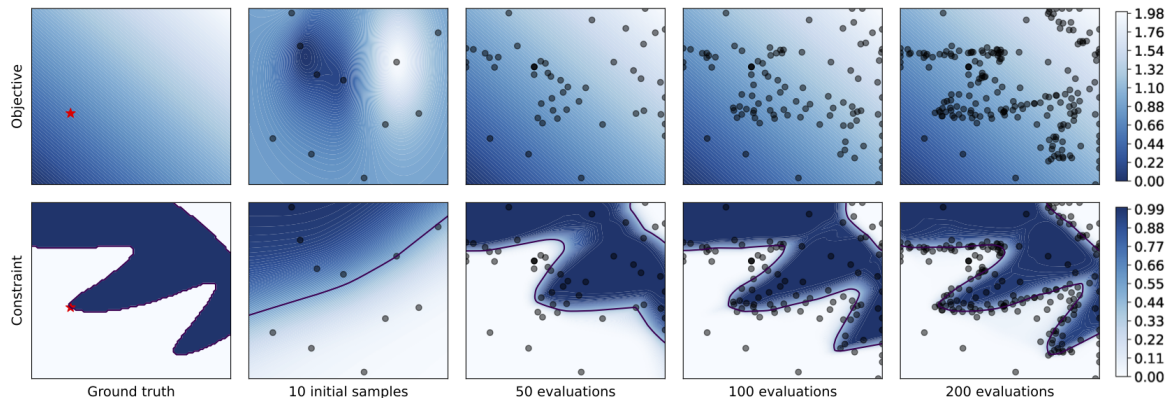 Objective
1.98
1.76
1.54
1.32
1.10
0.88
0.66
0.44
0.22
0.00
Constraint
0.99
0.88
0.77
0.66
0.55
0.44
0.33
0.22
0.11
0.00
Ground truth
10 initial samples
50 evaluations
100 evaluations
200 evaluations